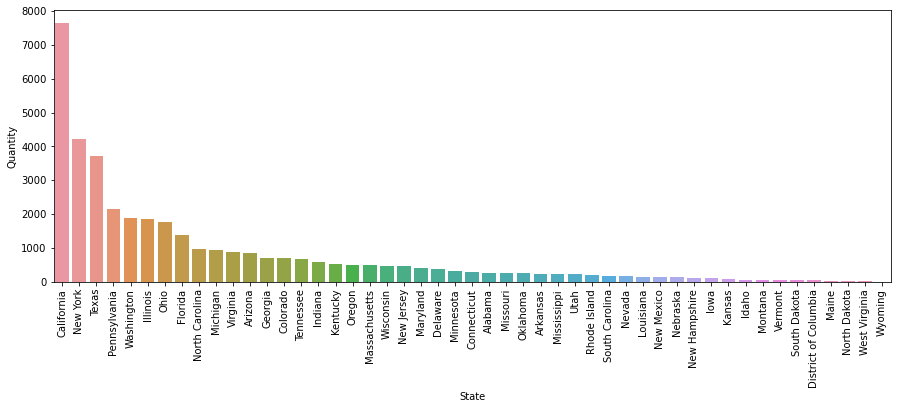 8000
7000
6000
5000
4000
3000
2000
1000
0
Quantity
California
New York
Texas
Pennsylvania
Washington
Illinois
Ohio
Florida
North Carolina
Michigan
Virginia
Arizona
Georgia
Colorado
Tennessee
Indiana
Kentucky
Oregon
Massachusetts
Wisconsin
New Jersey
Maryland
Delaware
Minnesota
Connecticut
Alabama
Missouri
Oklahoma
Arkansas
Mississippi
Utah
Rhode Island
South Carolina
Nevada
Louisiana
New Mexico
Nebraska
New Hampshire
Iowa
Kansas
Idaho
Montana
Vermont
South Dakota
District of Columbia
Maine
North Dakota
West Virginia
Wyoming
State